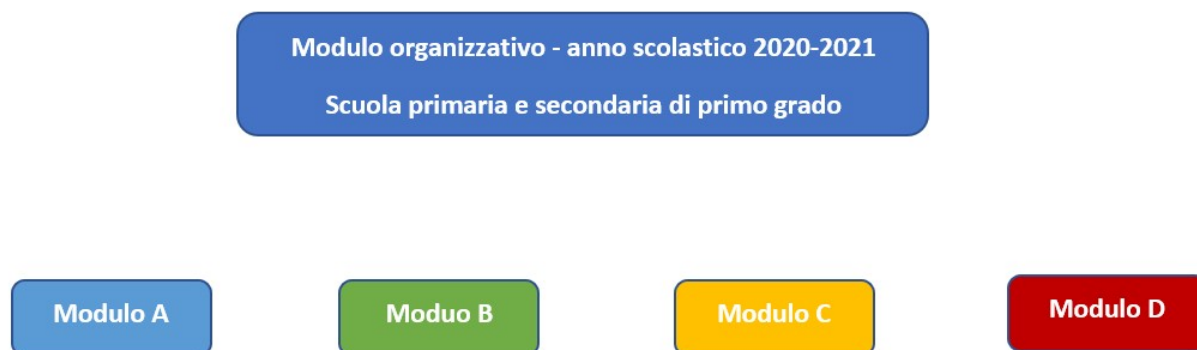 Modulo organizzativo - anno scolastico 2020-2021
Scuola primaria e secondaria di primo grado
Modulo A
Moduo B
Modulo C
Modulo D